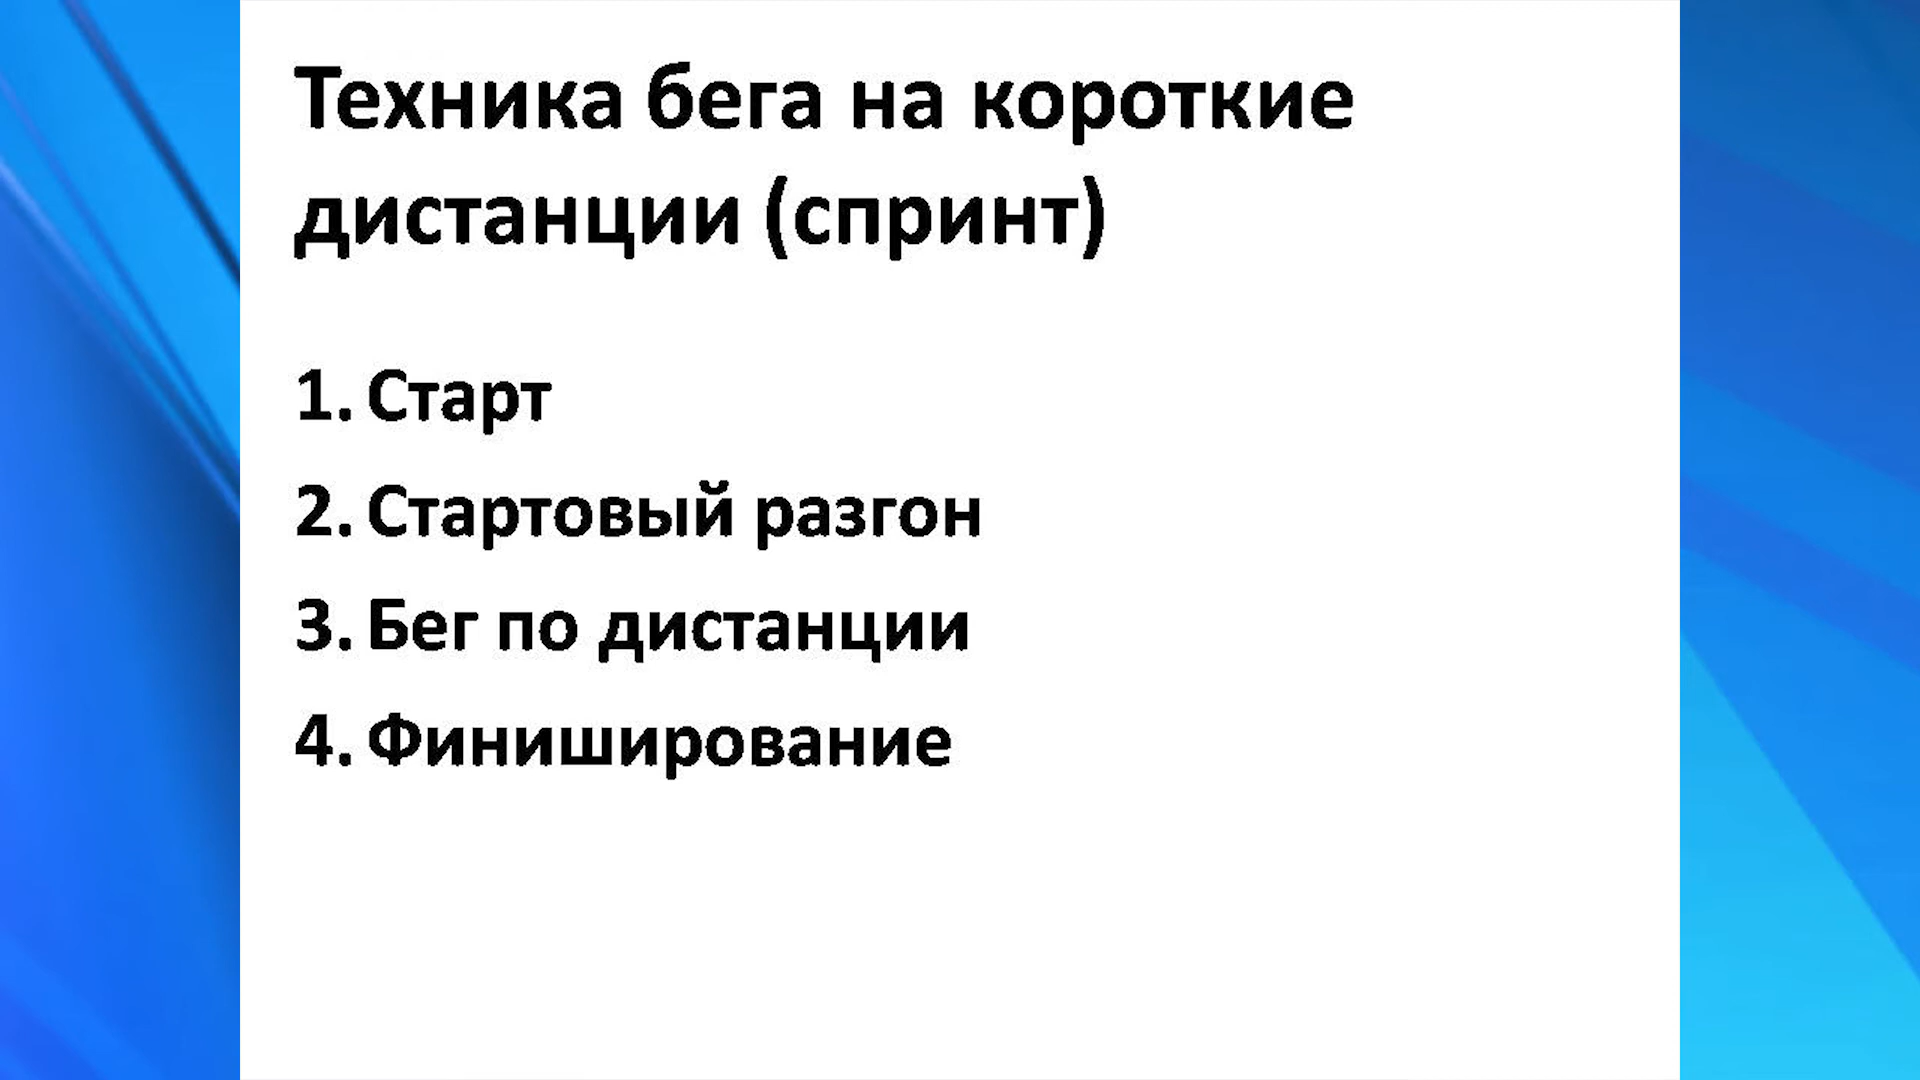 Техника бега на короткие
дистанции (спринт)
1. Старт
2. Стартовый разгон
3. Бег по дистанции
4. Финиширование